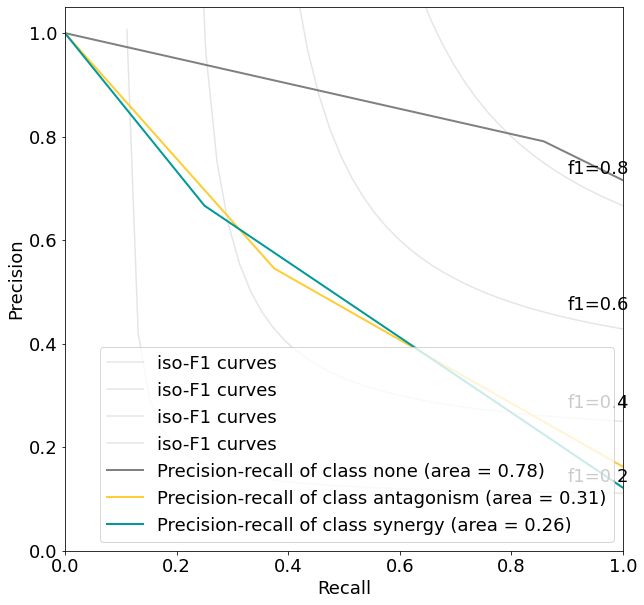 1.0
0.8
f1=0.8
0.6
f1=0.6
0.4
f1=0.4
0.2
f1=0.2
0.0
Precision
iso-F1 curves
iso-F1 curves
iso-F1 curves
iso-F1 curves
Precision-recall of class none (area = 0.78)
Precision-recall of class antagonism (area = 0.31)
Precision-recall of class synergy (area = 0.26)
0.0 0.2 0.4 0.6 0.8 1.0
Recall